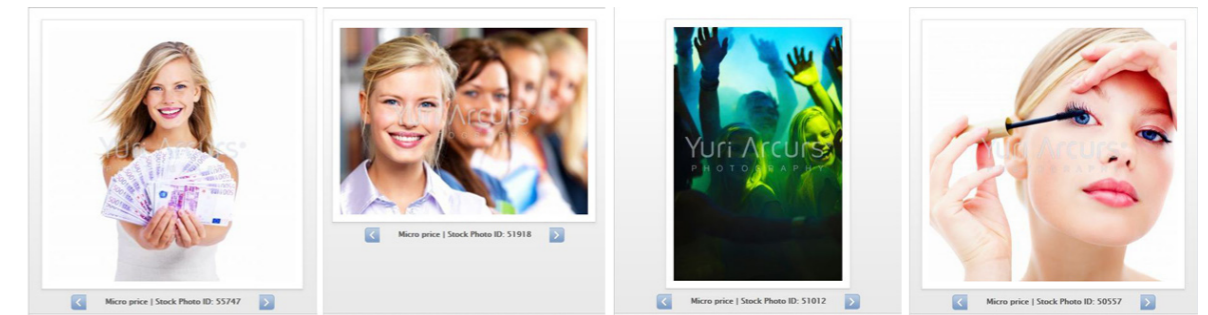 Yuri Arcurs
Micro price | Stock Photo ID: 55747
Yuri Arcurs
Micro price | Stock Photo ID: 51918
Yuri Arcurs
PHOTOGRAPHY
Micro price | Stock Photo ID: 51012
Yuri Arcurs
Micro price | Stock Photo ID: 50557